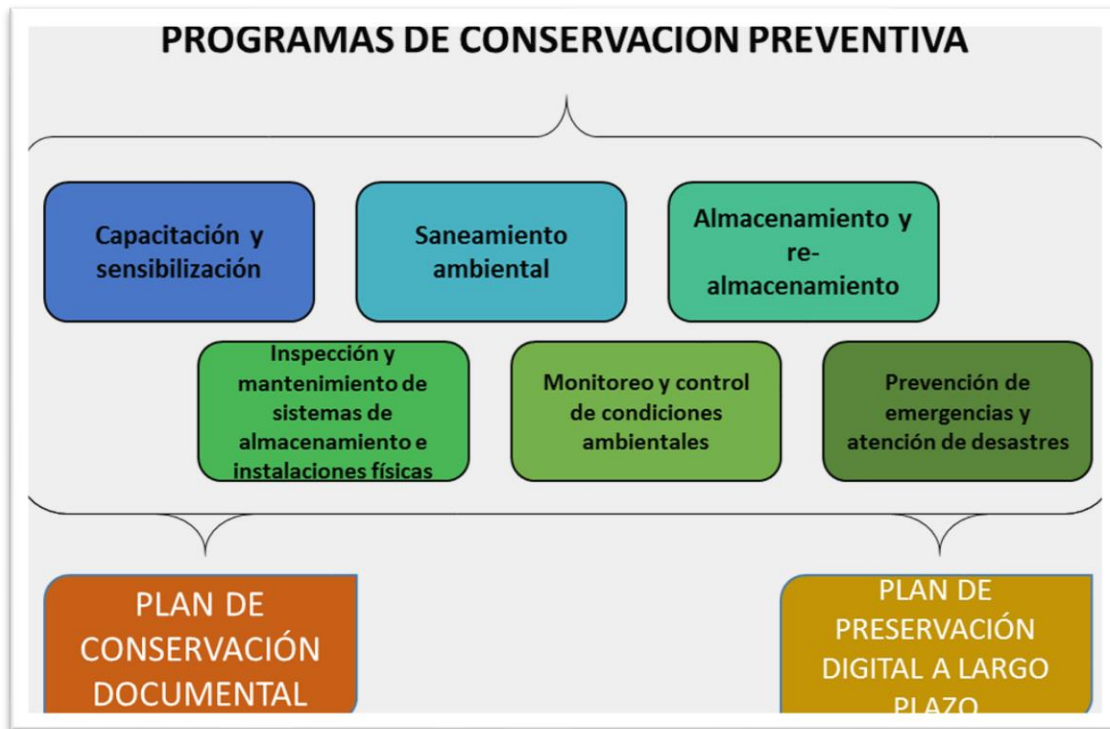 PROGRAMAS DE CONSERVACION PREVENTIVA
Capacitación y
sensibilización
Saneamiento
ambiental
Almacenamiento y
re-
almacenamiento
Inspección y
mantenimiento de
sistemas de
almacenamiento e
instalaciones físicas
Monitoreo y control
de condiciones
ambientales
Prevención de
emergencias y
atención de desastres
PLAN DE
CONSERVACIÓN
DOCUMENTAL
PLAN DE
PRESERVACIÓN
DIGITAL A LARGO
PLAZO